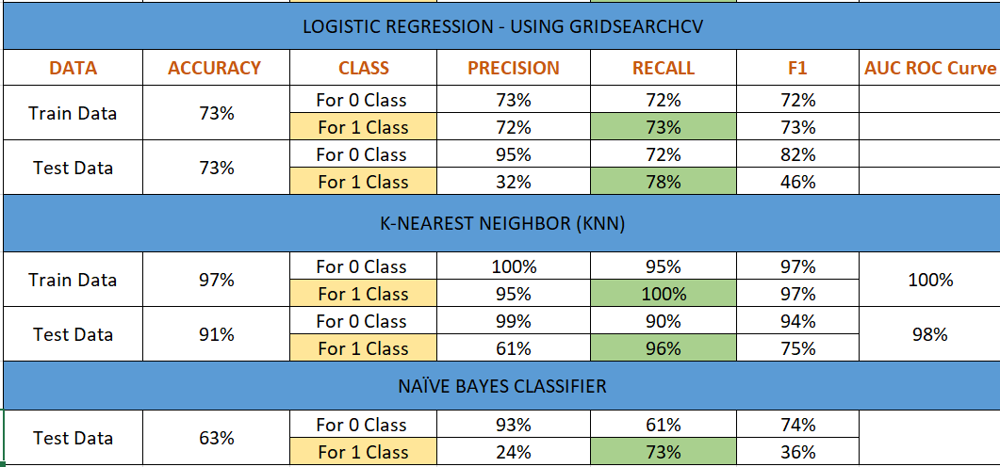 LOGISTIC REGRESSION - USING GRIDSEARCHCV
DATA ACCURACY CLASS PRECISION RECALL F1 AUC ROC Curve
Train Data 73% For 0 Class 73% 72% 72%
For 1 Class 72% 73% 73%
Test Data 73% For 0 Class 95% 72% 82%
For 1 Class 32% 78% 46%
K-NEAREST NEIGHBOR (KNN)
Train Data 97% For 0 Class 100% 95% 97% 100%
For 1 Class 95% 100% 97%
Test Data 91% For 0 Class 99% 90% 94% 98%
For 1 Class 61% 96% 75%
NAÏVE BAYES CLASSIFIER
Test Data 63% For 0 Class 93% 61% 74%
For 1 Class 24% 73% 36%